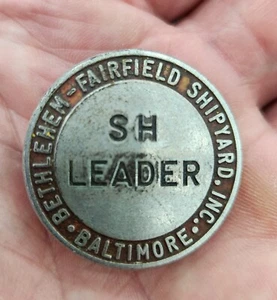 BETHLEHEM-FAIRFIELD SHIPYARD. INC.
SH
LEADER
• BALTIMORE •